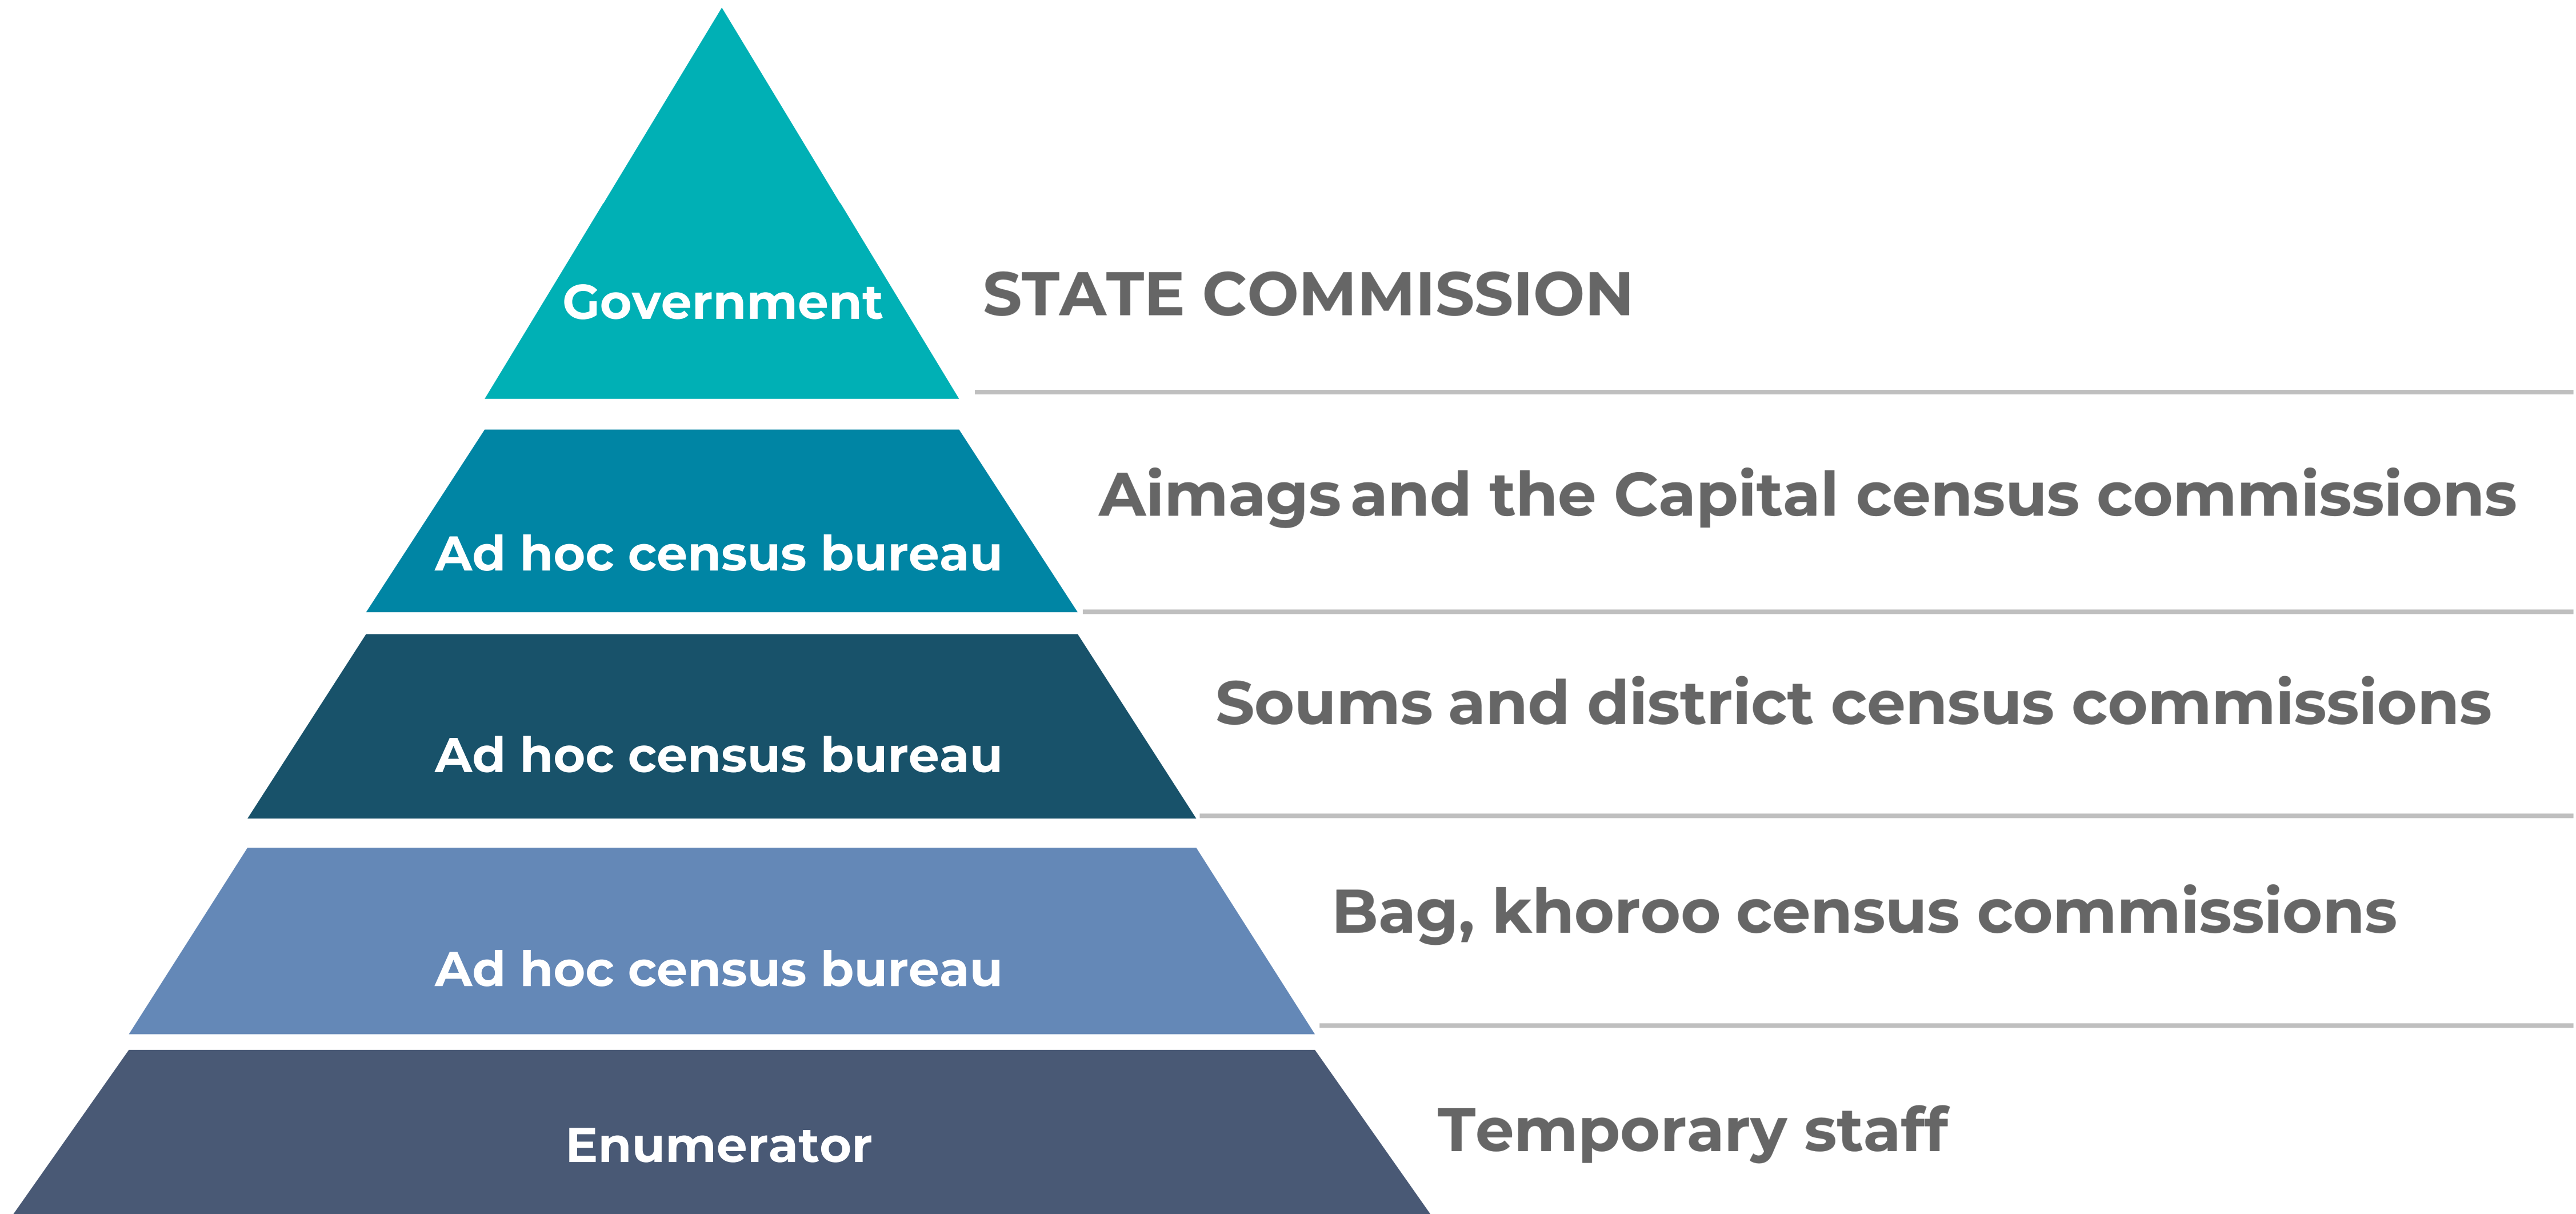 Government
STATE COMMISSION
Ad hoc census bureau
Aimags and the Capital census commissions
Ad hoc census bureau
Soums and district census commissions
Ad hoc census bureau
Bag, khoroo census commissions
Enumerator
Temporary staff